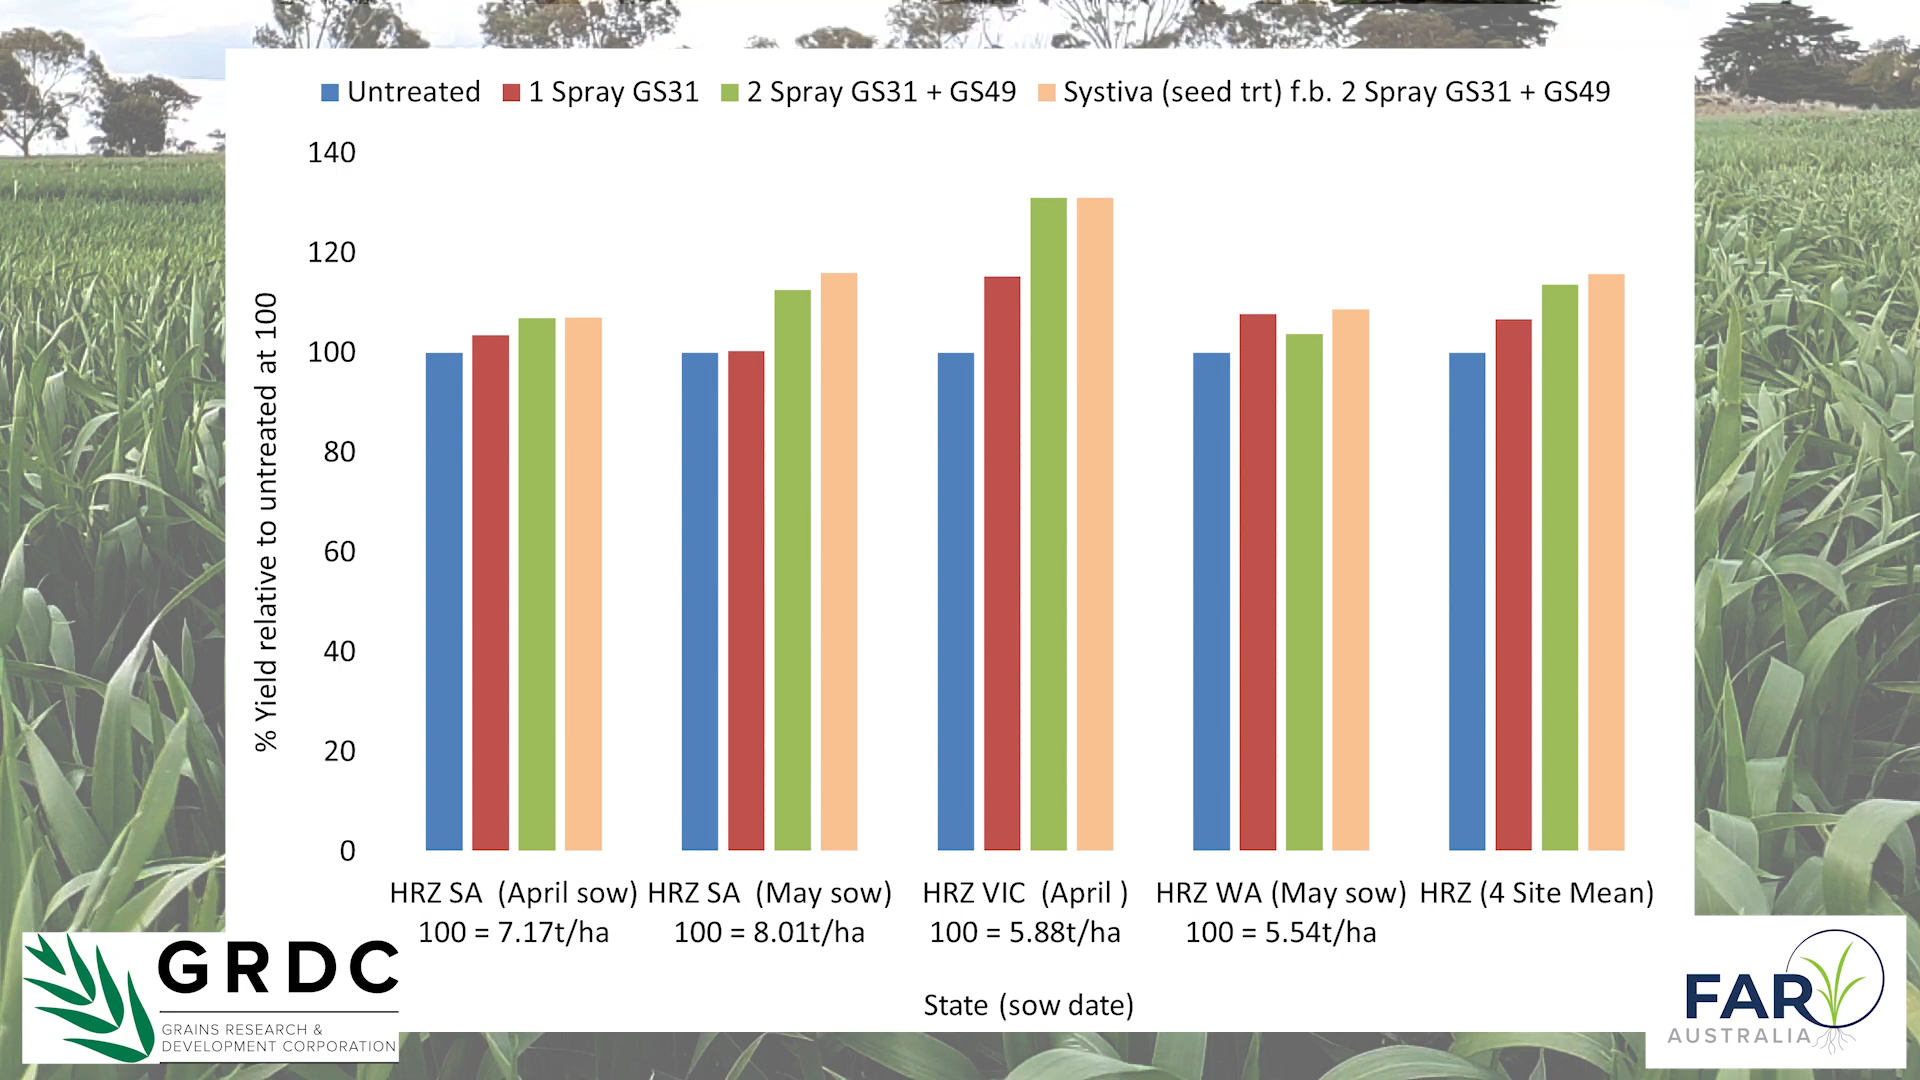 Untreated 1 Spray GS31 2 Spray GS31 + GS49 Systiva (seed trt) f.b. 2 Spray GS31 + GS49
140
120
100
80
60
40
20
0
% Yield relative to untreated at 100
HRZ SA (April sow) HRZ SA (May sow) HRZ VIC (April ) HRZ WA (May sow) HRZ (4 Site Mean)
100 = 7.17t/ha 100 = 8.01t/ha 100 = 5.88t/ha 100 = 5.54t/ha
State (sow date)
GRDC
GRAINS RESEARCH &
DEVELOPMENT CORPORATION
FAR
AUSTRALIA